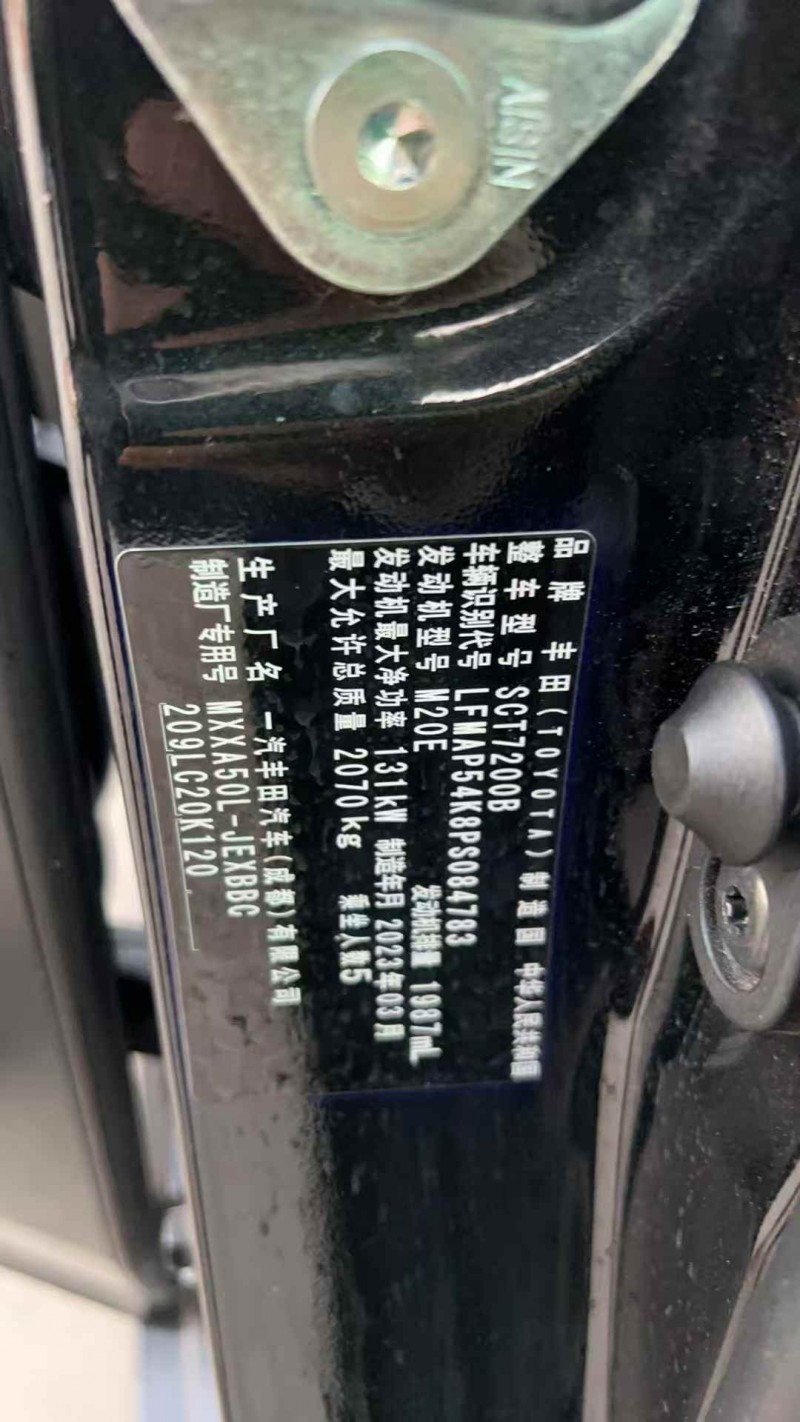 AISIN
品牌 丰田(TOYOTA) 制造国 中华人民共和国
整车型号 SCT7200B
车辆识别代号 LFMAP54K8PS084783
发动机型号 M20E 发动机排量 1987mL
发动机最大净功率 131kW 制造年月 2023年03月
最大允许总质量 2070kg 乘坐人数5
生产厂名 一汽丰田汽车(成都)有限公司
制造厂专用号 MXXA50L-JEXBBC
209LC20K120